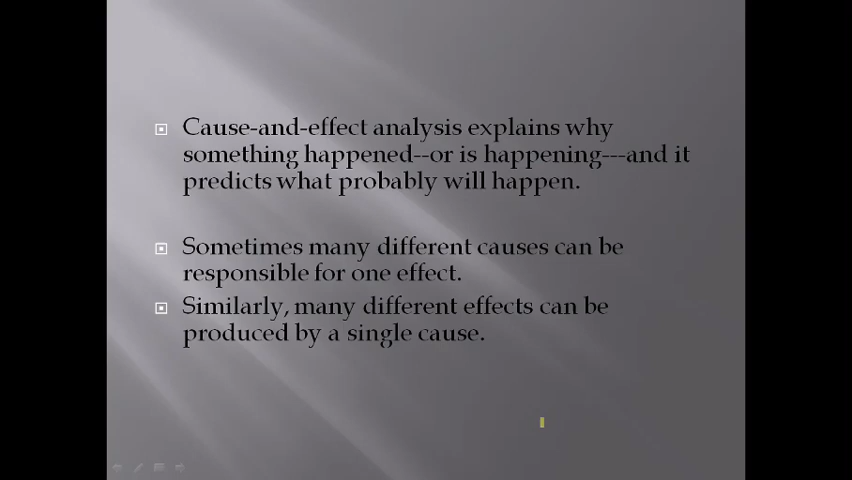 Cause-and-effect analysis explains why
something happened--or is happening---and it
predicts what probably will happen.
Sometimes many different causes can be
responsible for one effect.
Similarly, many different effects can be
produced by a single cause.